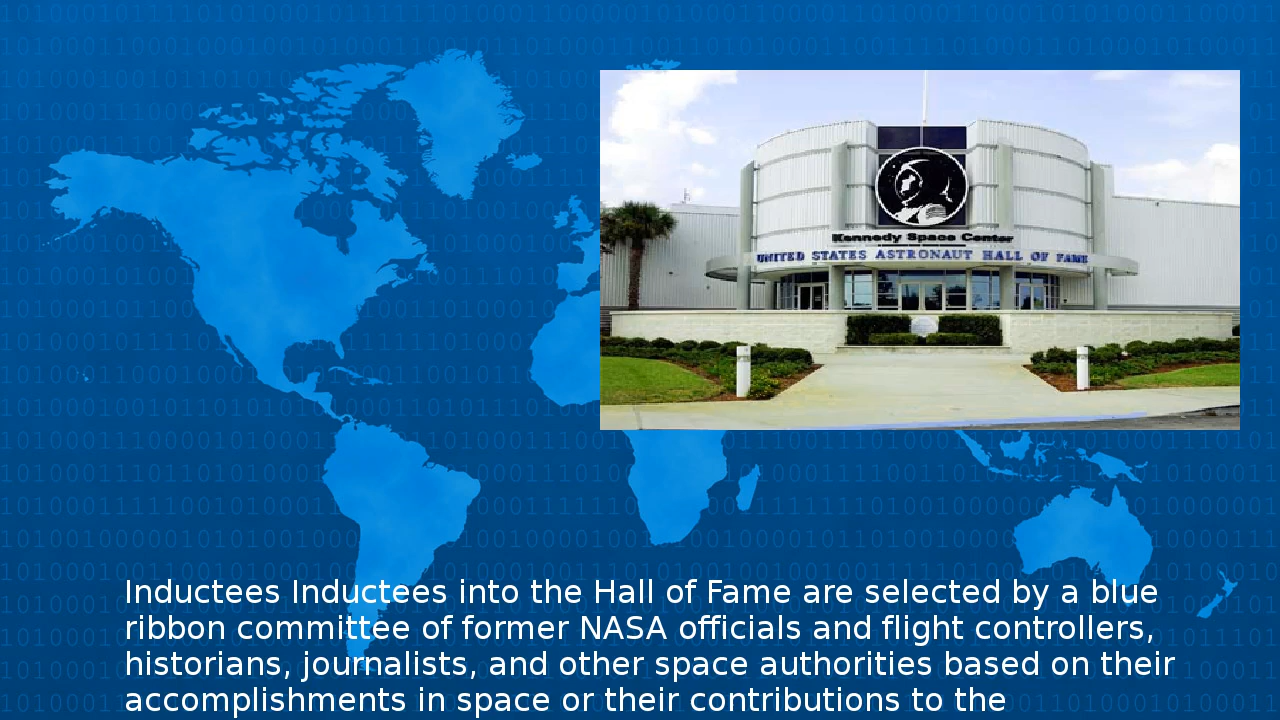 Kennedy Space Center
UNITED STATES ASTRONAUT HALL OF FAME
Inductees Inductees into the Hall of Fame are selected by a blue
ribbon committee of former NASA officials and flight controllers,
historians, journalists, and other space authorities based on their
accomplishments in space or their contributions to the